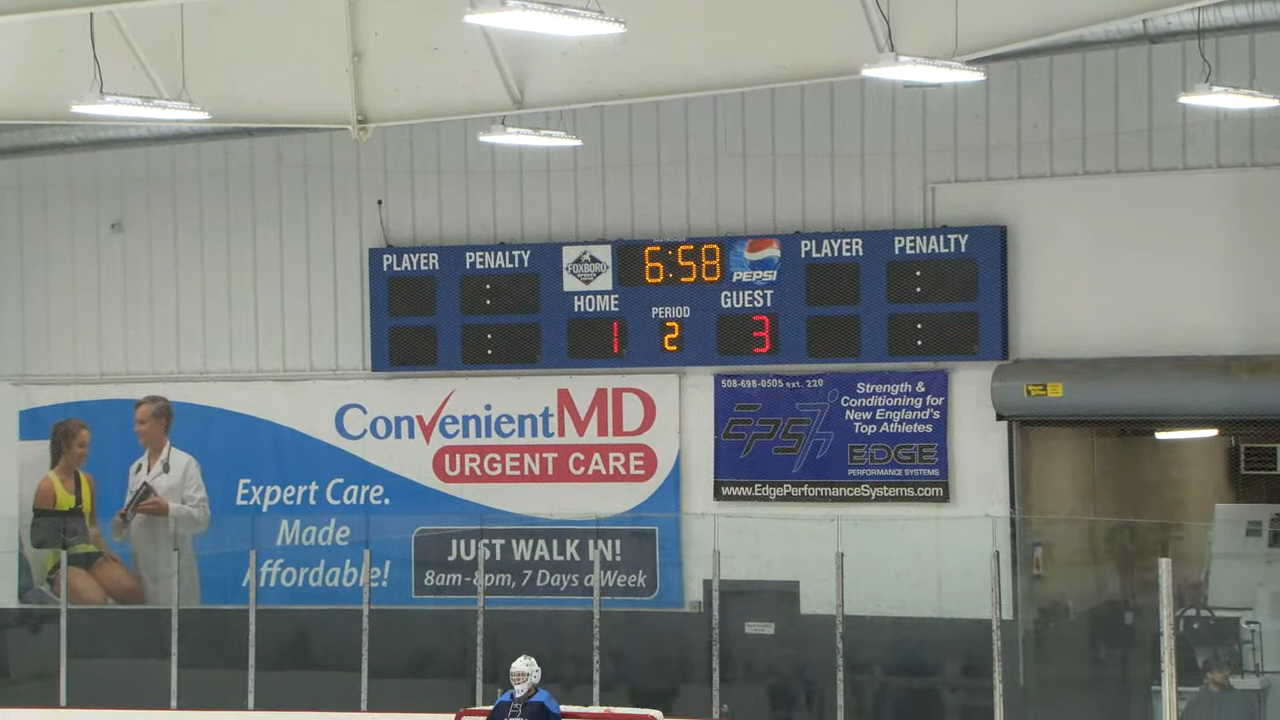 PLAYER PENALTY FOXBORO SPORTS 6:58 PEPSI PLAYER PENALTY
: HOME GUEST :
PERIOD
: 1 2 3 :
ConvenientMD
URGENT CARE
Expert Care.
Made
Affordable!
JUST WALK IN!
8am-8pm, 7 Days a Week
508-698-0505 ext. 220
EPS
Strength &
Conditioning for
New England's
Top Athletes
EDGE
PERFORMANCE SYSTEMS
www.EdgePerformanceSystems.com